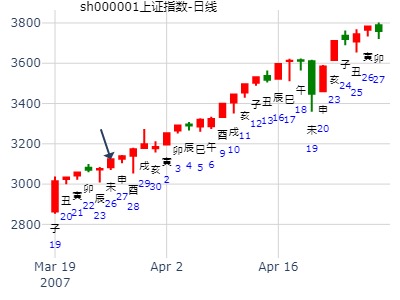 sh000001上证指数-日线
3800
3600
3400
3200
3000
2800
子 19
丑 20
寅 21
卯 22
辰 23
未 26
申 27
酉 28
戌 29
亥 30
寅 2
卯 3
辰 4
巳 5
午 6
酉 9
戌 10
亥 11
子 12
丑 13
辰 16
巳 17
午 18
未 19
申 20
亥 23
子 24
丑 25
寅 26
卯 27
Mar 19
2007
Apr 2
Apr 16